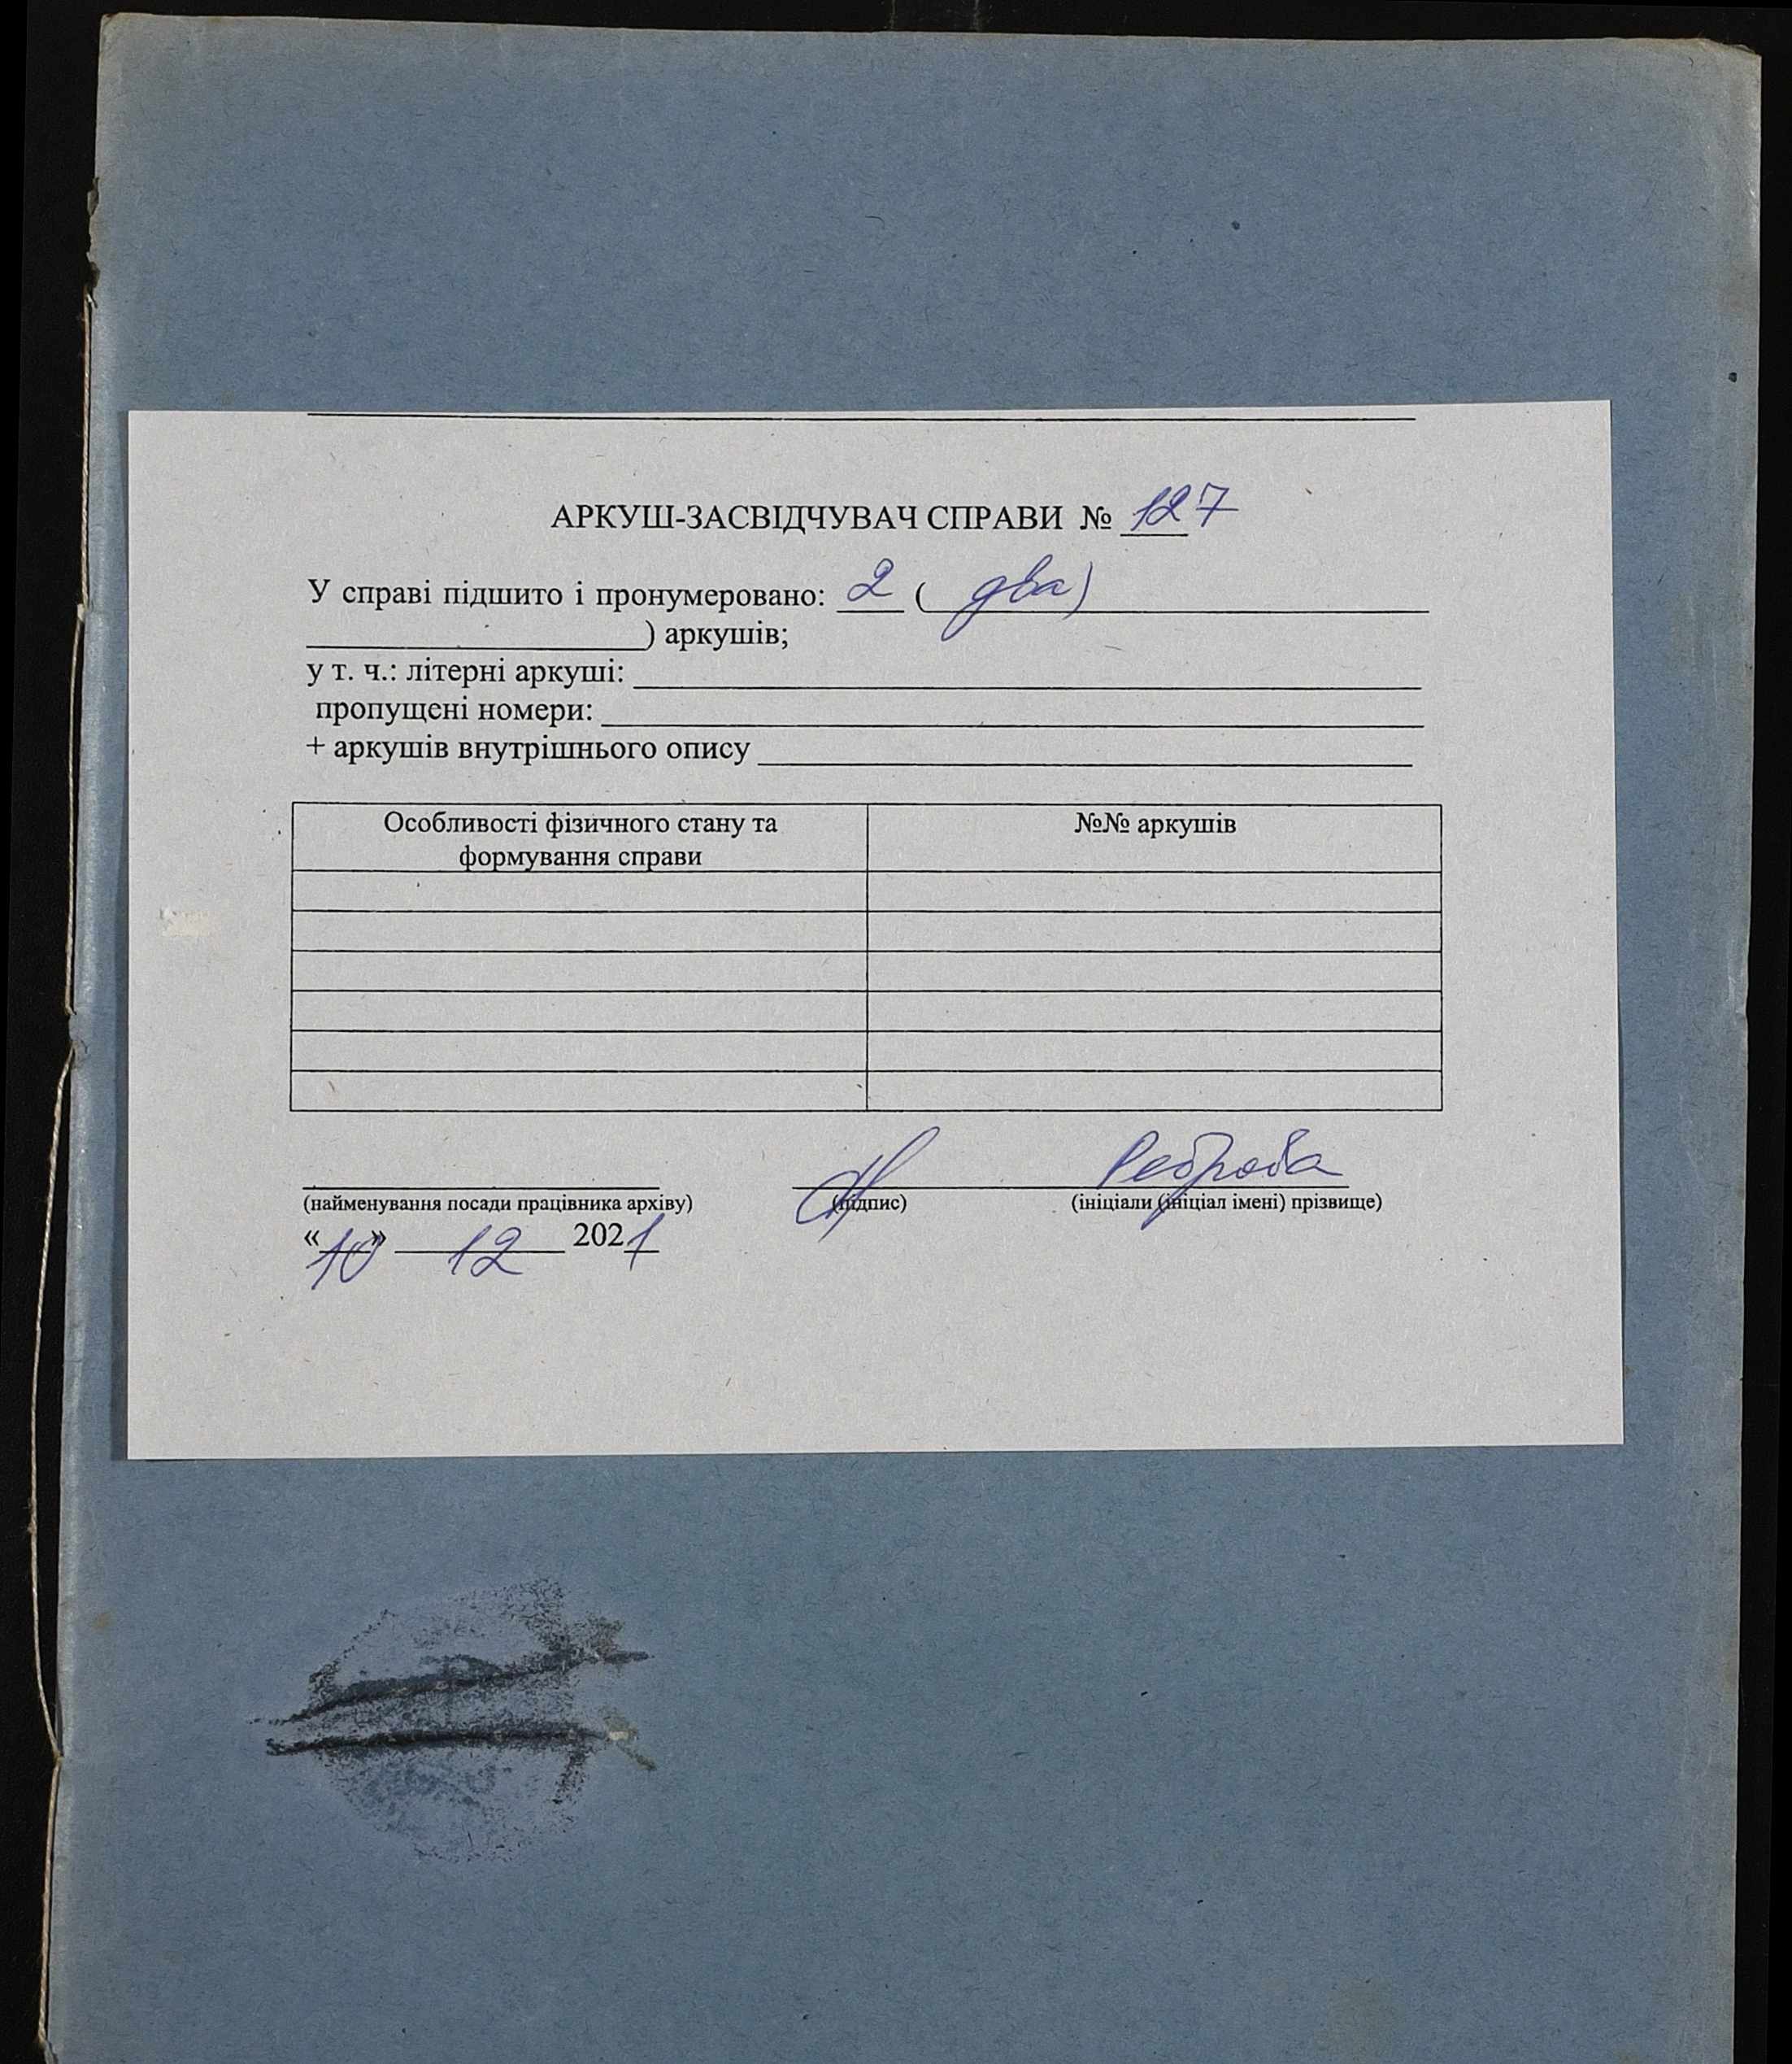 АРКУШ-ЗАСВІДЧУВАЧ СПРАВИ № 127
У справі підшито і пронумеровано: 2 ( два)
) аркушів;
у т. ч.: літерні аркуші:
пропущені номери:
+ аркушів внутрішнього опису
Особливості фізичного стану та формування справи
№№ аркушів
Реброва
(найменування посади працівника архіву) (підпис) (ініціали (ініціал імені) прізвище)
«10» 12 2021